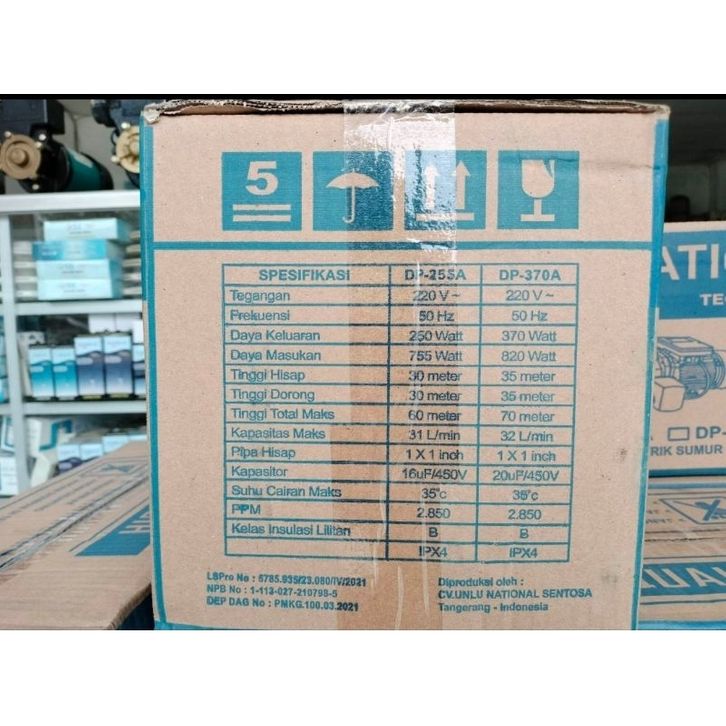 5
SPESIFIKASI DP-255A DP-370A
Tegangan 220 V ~ 220 V ~
Frekuensi 50 Hz 50 Hz
Daya Keluaran 250 Watt 370 Watt
Daya Masukan 755 Watt 820 Watt
Tinggi Hisap 30 meter 35 meter
Tinggi Dorong 30 meter 35 meter
Tinggi Total Maks 60 meter 70 meter
Kapasitas Maks 31 L/min 32 L/min
Pipa Hisap 1 X 1 inch 1 X 1 inch
Kapasitor 16uF/450V 20uF/450V
Suhu Cairan Maks 35°c 35°c
PPM 2.850 2.850
Kelas Insulasi Lilitan B B
IPX4 IPX4
LSPro No : 5785.935/23.080/IV/2021
NPB No : 1-113-027-210798-5
DEP DAG No : PMKG.100.03.2021
Diproduksi oleh :
CV.UNLU NATIONAL SENTOSA
Tangerang - Indonesia
ATIO
TE
DP-
RIK SUMUR